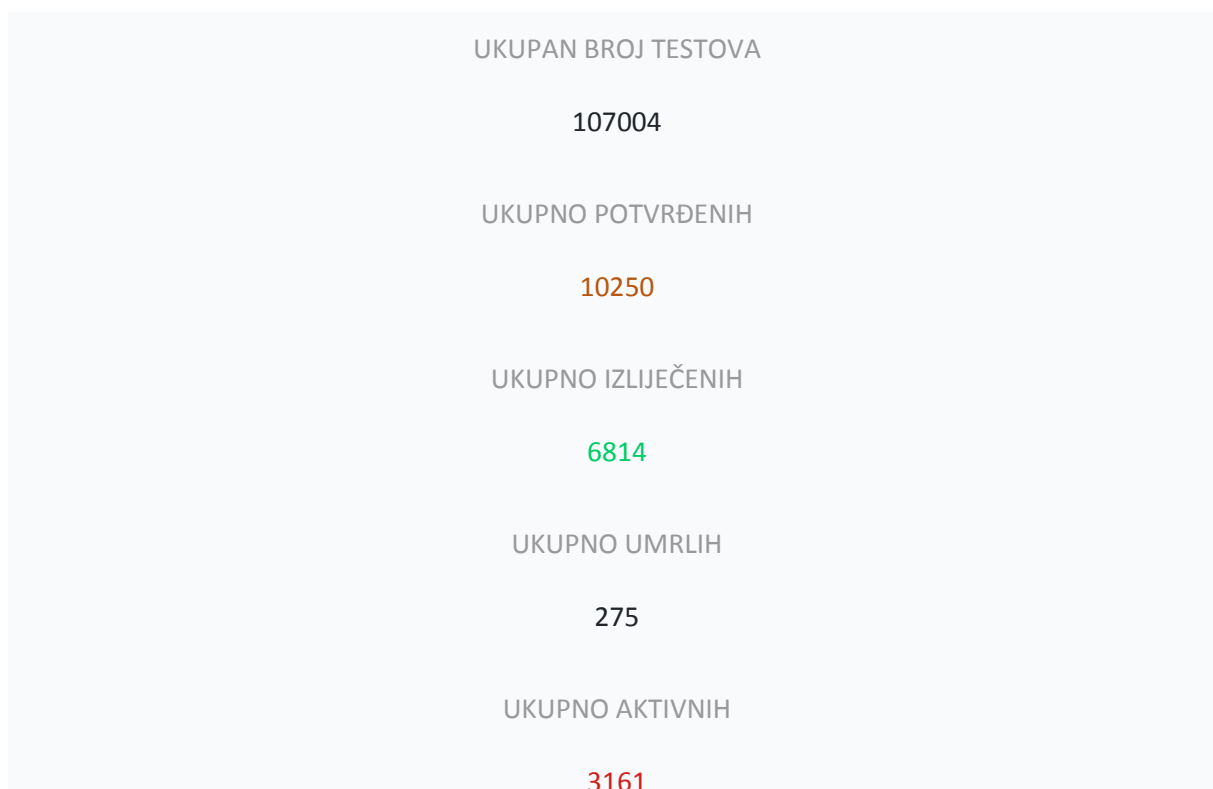 UKUPAN BROJ TESTOVA
107004
UKUPNO POTVRĐENIH
10250
UKUPNO IZLIJEČENIH
6814
UKUPNO UMRLIH
275
UKUPNO AKTIVNIH
3161